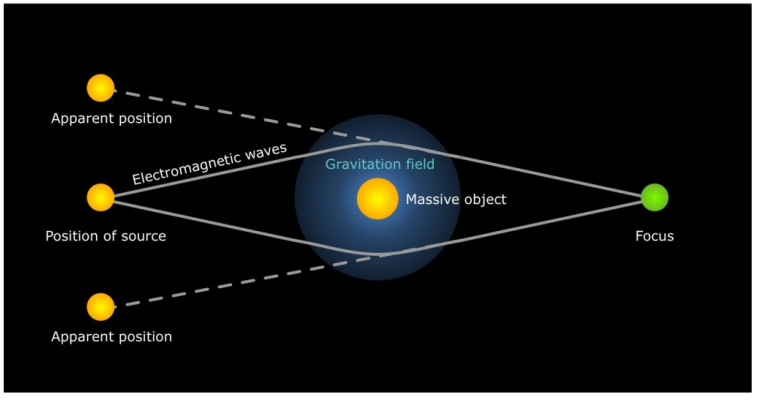 Apparent position
Electromagnetic waves
Gravitation field
Massive object
Position of source
Focus
Apparent position